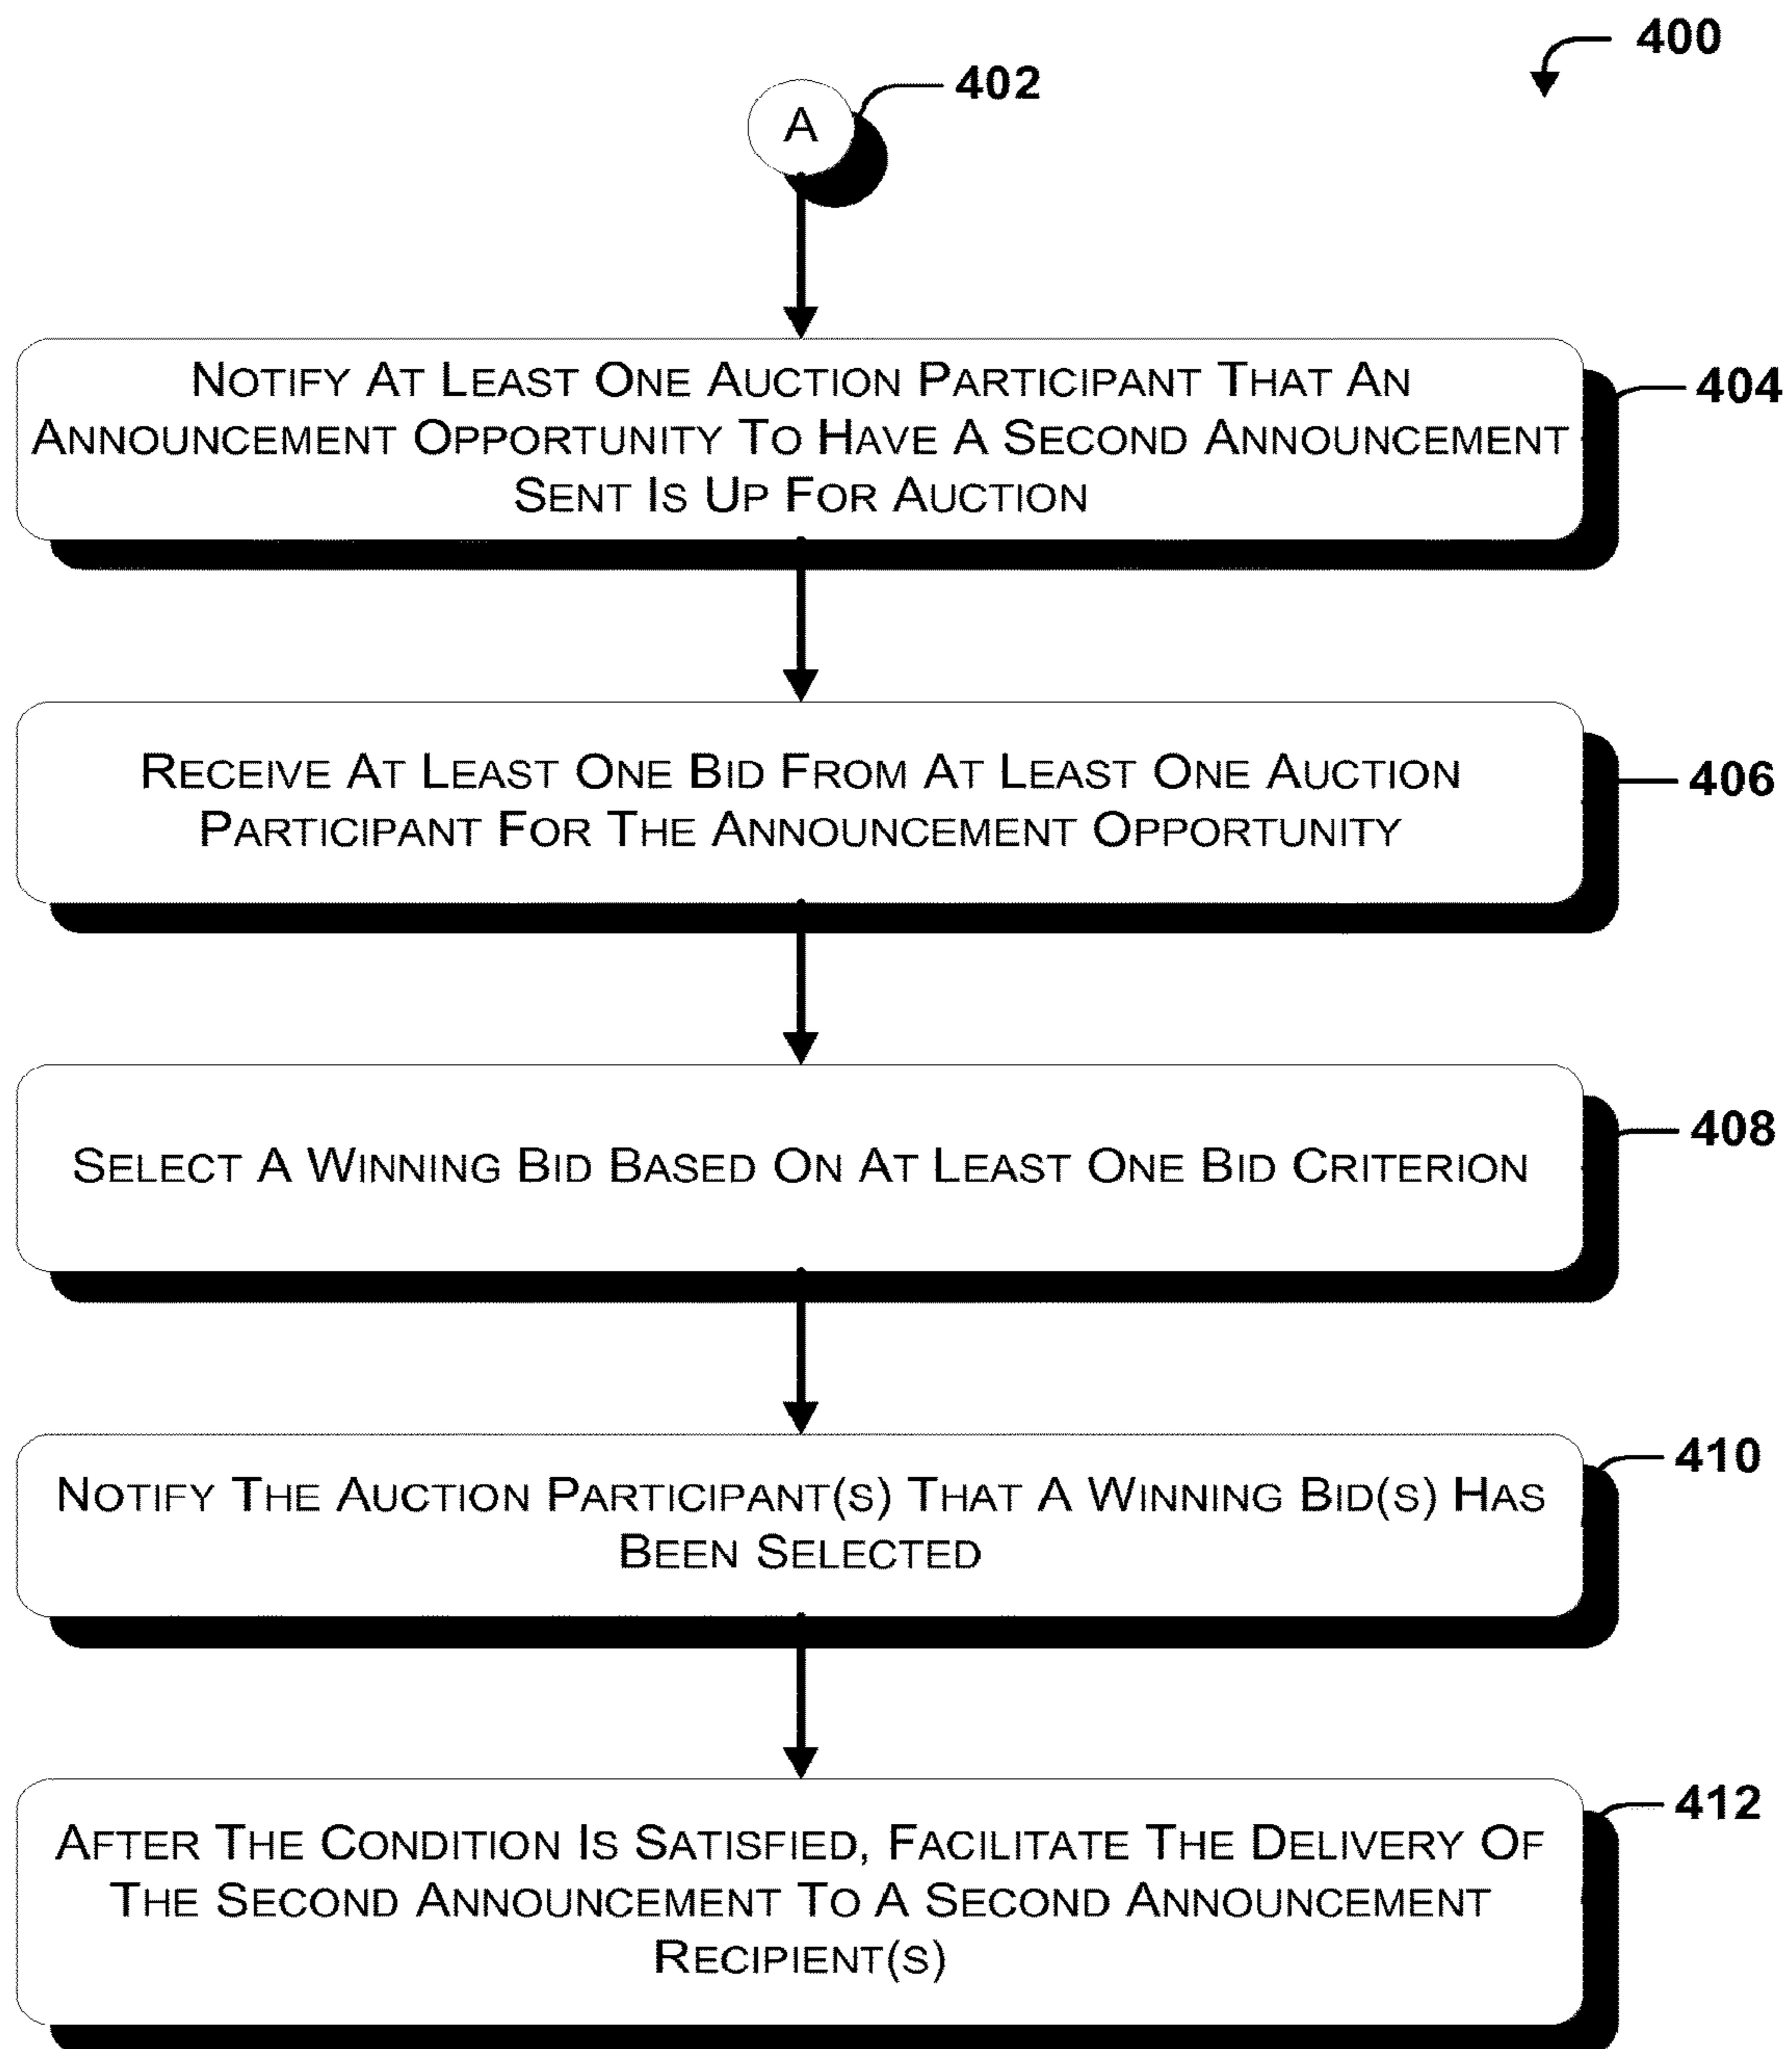 400
402
A
NOTIFY AT LEAST ONE AUCTION PARTICIPANT THAT AN
ANNOUNCEMENT OPPORTUNITY TO HAVE A SECOND ANNOUNCEMENT
SENT IS UP FOR AUCTION
404
RECEIVE AT LEAST ONE BID FROM AT LEAST ONE AUCTION
PARTICIPANT FOR THE ANNOUNCEMENT OPPORTUNITY
406
SELECT A WINNING BID BASED ON AT LEAST ONE BID CRITERION
408
NOTIFY THE AUCTION PARTICIPANT(S) THAT A WINNING BID(S) HAS
BEEN SELECTED
410
AFTER THE CONDITION IS SATISFIED, FACILITATE THE DELIVERY OF
THE SECOND ANNOUNCEMENT TO A SECOND ANNOUNCEMENT
RECIPIENT(S)
412